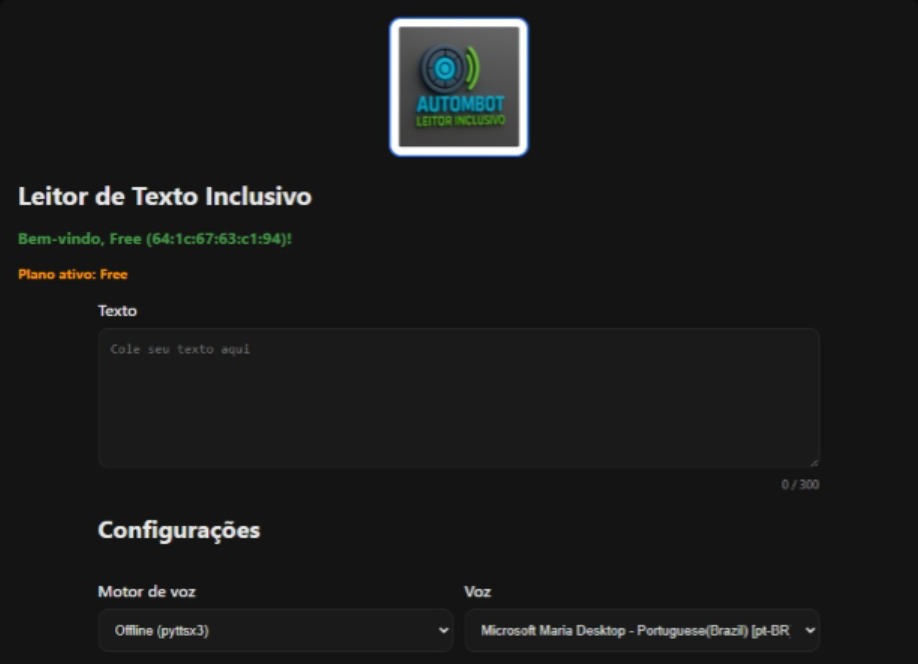 AUTOMBOT
LEITOR INCLUSIVO
Leitor de Texto Inclusivo
Bem-vindo, Free (64:1c:67:63:c1:94)!
Plano ativo: Free
Texto
Cole seu texto aqui
0 / 300
Configurações
Motor de voz
Voz
Offline (pyttsx3)
Microsoft Maria Desktop - Portuguese(Brazil) [pt-BR